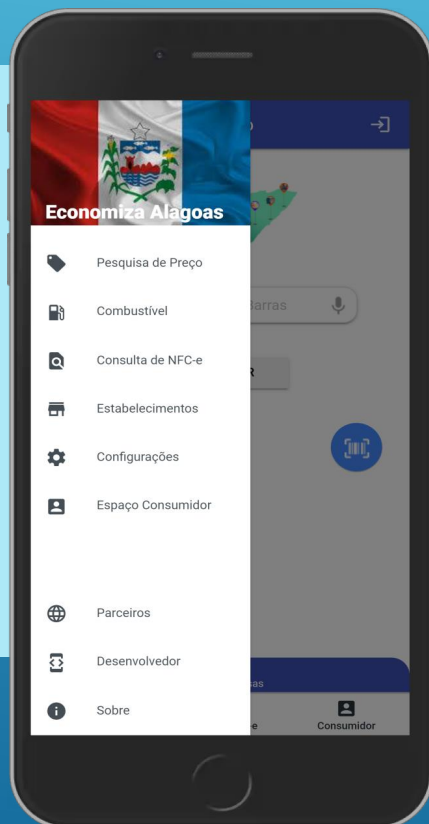 Economiza Alagoas
Pesquisa de Preço
Combustível
Barras
Consulta de NFC-e
Estabelecimentos
Configurações
Espaço Consumidor
Parceiros
Desenvolvedor
Sobre
Consumidor